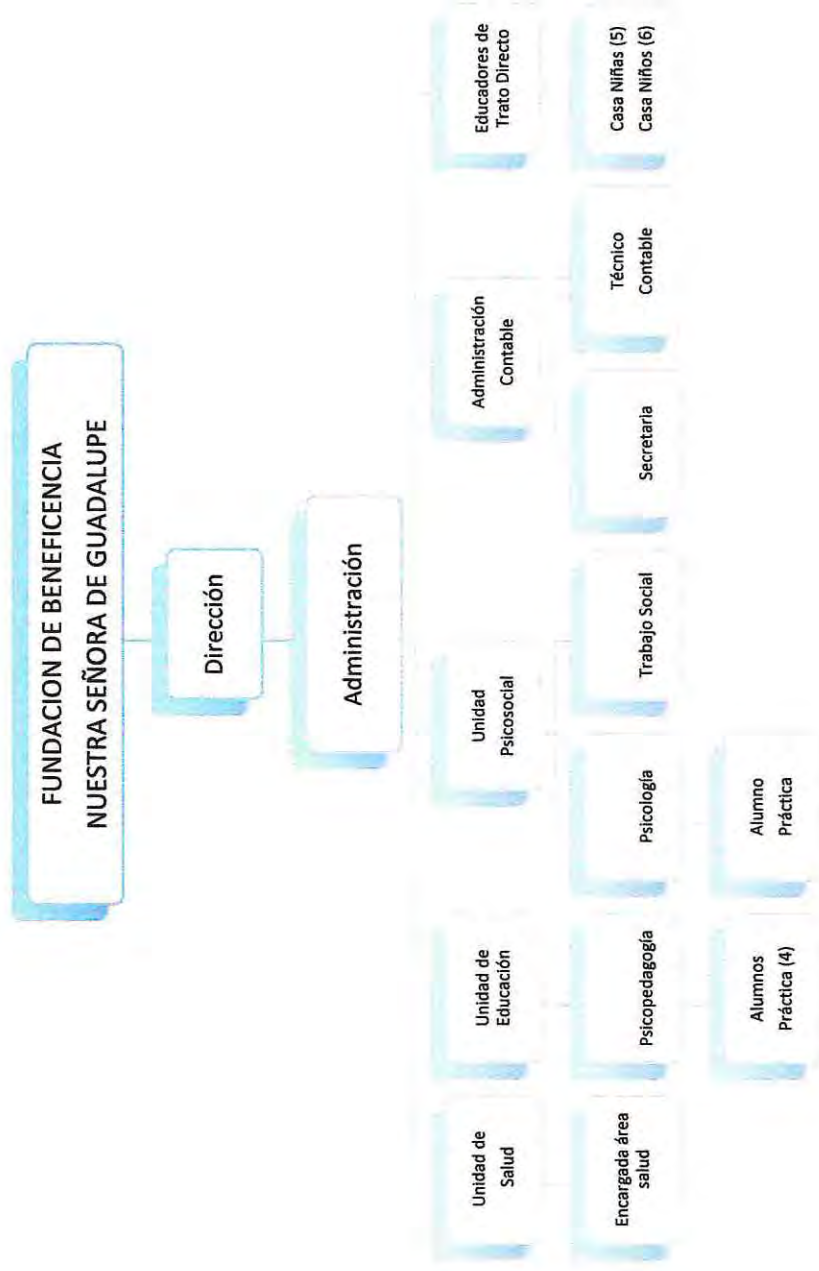 FUNDACION DE BENEFICENCIA
NUESTRA SEÑORA DE GUADALUPE
Dirección
Administración
Unidad de
Salud
Unidad de
Educación
Unidad
Psicosocial
Administración
Contable
Educadores de
Trato Directo
Encargada área
salud
Psicopedagogía
Psicología
Trabajo Social
Secretaria
Técnico
Contable
Casa Niñas (5)
Casa Niños (6)
Alumnos
Práctica (4)
Alumno
Práctica